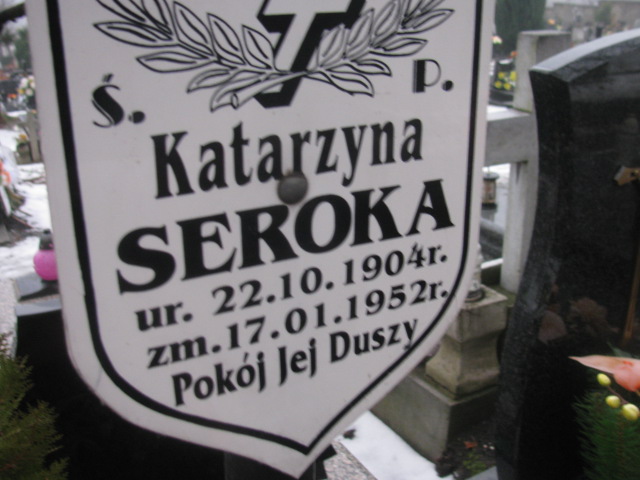 Ś. P.
Katarzyna
SEROKA
ur. 22.10.1904r.
zm.17.01.1952r.
Pokój Jej Duszy